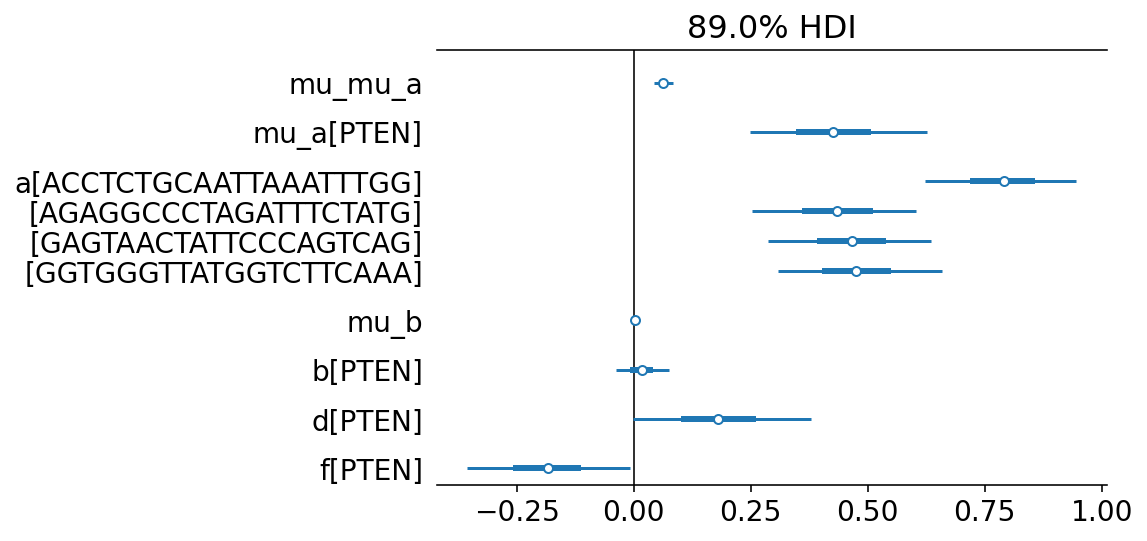 89.0% HDI
mu_mu_a
mu_a[PTEN]
a[ACCTCTGCAATTAAATTTGG]
[AGAGGCCCTAGATTTCTATG]
[GAGTAACTATTCCCAGTCAG]
[GGTGGGTTATGGTCTTCAAA]
mu_b
b[PTEN]
d[PTEN]
f[PTEN]
−0.25 0.00 0.25 0.50 0.75 1.00